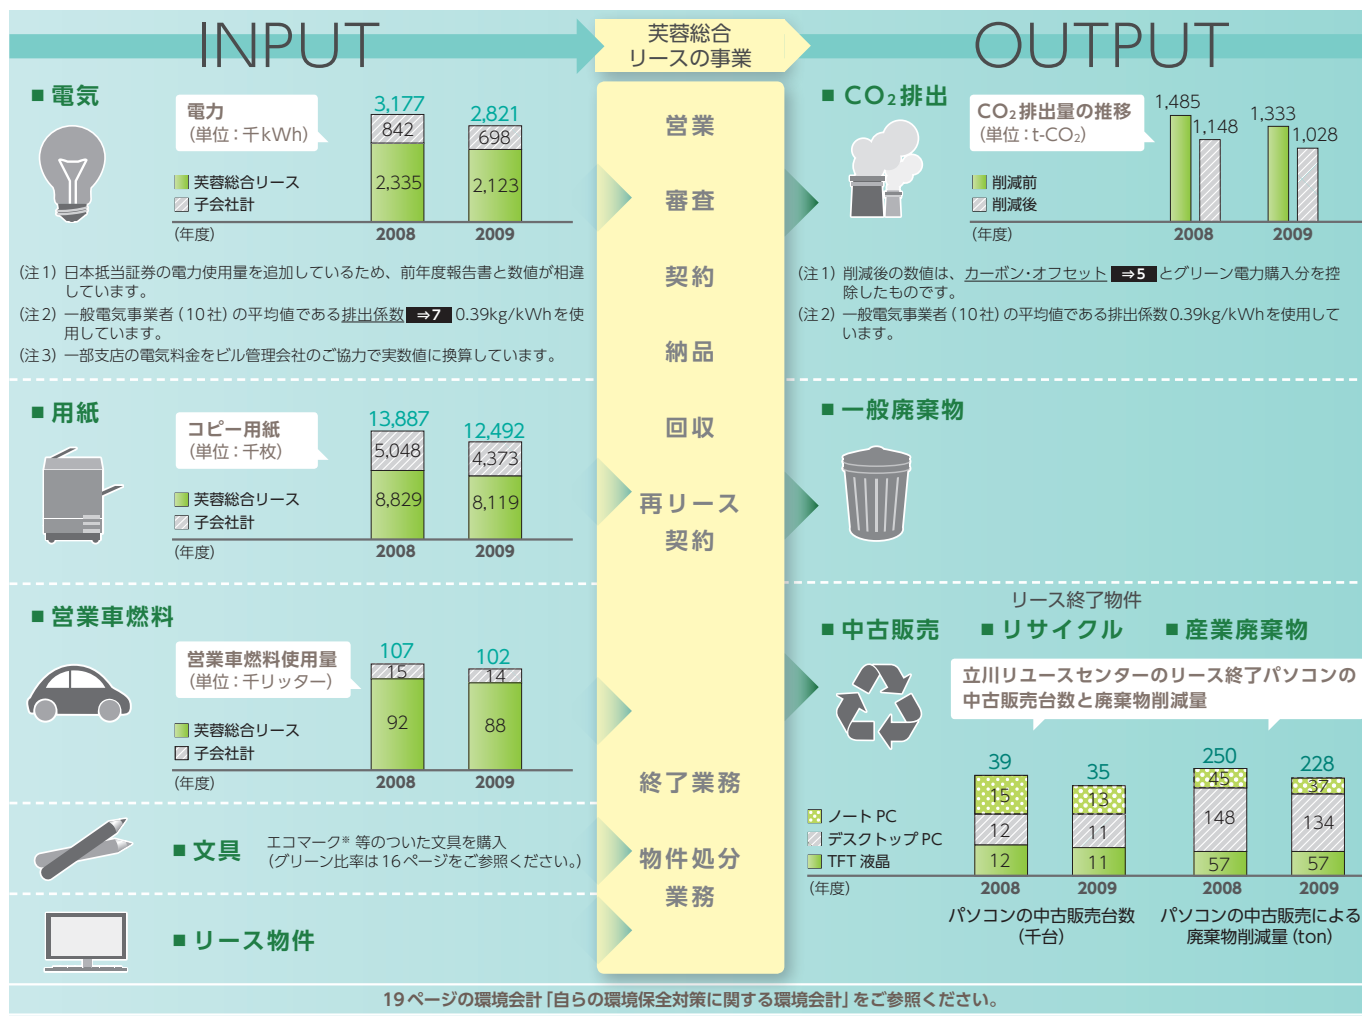 INPUT
芙蓉総合
リースの事業
OUTPUT
■電気
電力
(単位:千kWh)
3,177
842
2,335
2,821
698
2,123
芙蓉総合リース
子会社計
(年度)
2008
2009
(注1) 日本抵当証券の電力使用量を追加しているため、前年度報告書と数値が相違
しています。
(注2) 一般電気事業者(10社)の平均値である排出係数 ⇒7 0.39kg/kWhを使
用しています。
(注3) 一部支店の電気料金をビル管理会社のご協力で実数値に換算しています。
■用紙
コピー用紙
(単位:千枚)
13,887
5,048
8,829
12,492
4,373
8,119
芙蓉総合リース
子会社計
(年度)
2008
2009
■営業車燃料
営業車燃料使用量
(単位:千リッター)
107
15
92
102
14
88
芙蓉総合リース
子会社計
(年度)
2008
2009
■文具
エコマーク* 等のついた文具を購入
(グリーン比率は16ページをご参照ください。)
■リース物件
営業
審査
契約
納品
回収
再リース
契約
終了業務
物件処分
業務
■CO₂排出
CO₂排出量の推移
(単位:t-CO₂)
1,485
1,148
1,333
1,028
削減前
削減後
(年度)
2008
2009
(注1) 削減後の数値は、カーボン・オフセット ⇒5 とグリーン電力購入分を控
除したものです。
(注2) 一般電気事業者(10社)の平均値である排出係数0.39kg/kWhを使用して
います。
■一般廃棄物
リース終了物件
■中古販売
■リサイクル
■産業廃棄物
立川リユースセンターのリース終了パソコンの
中古販売台数と廃棄物削減量
39
15
12
12
35
13
11
11
250
45
148
57
228
37
134
57
ノートPC
デスクトップPC
TFT液晶
(年度)
2008
2009
2008
2009
パソコンの中古販売台数
(千台)
パソコンの中古販売による
廃棄物削減量(ton)
19ページの環境会計「自らの環境保全対策に関する環境会計」をご参照ください。